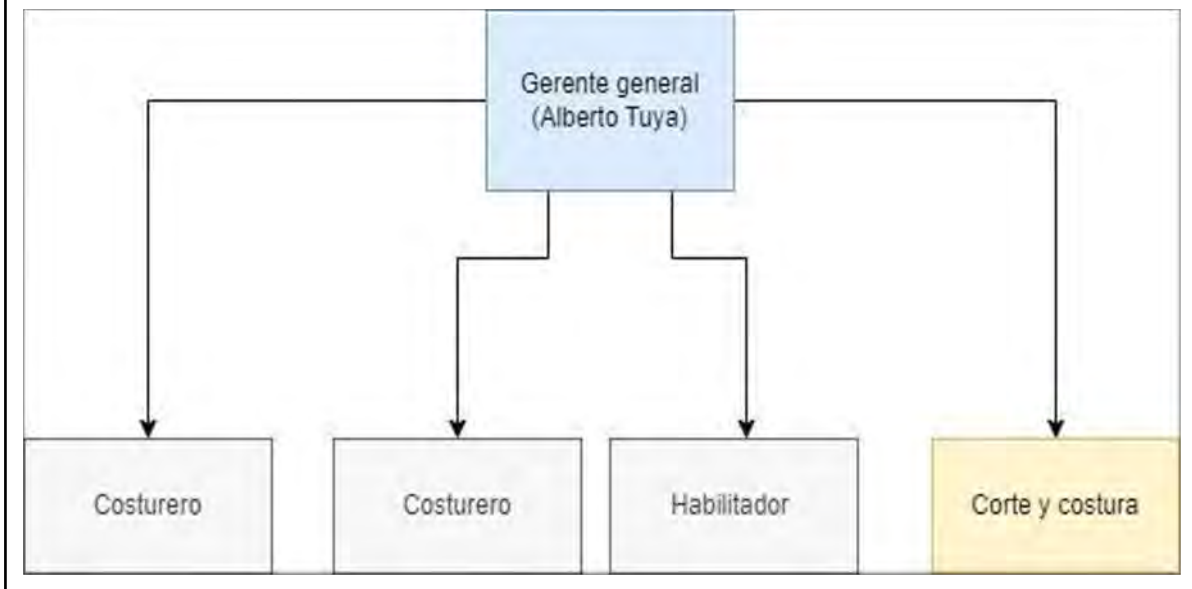 Gerente general
(Alberto Tuya)
Costurero
Costurero
Habilitador
Corte y costura